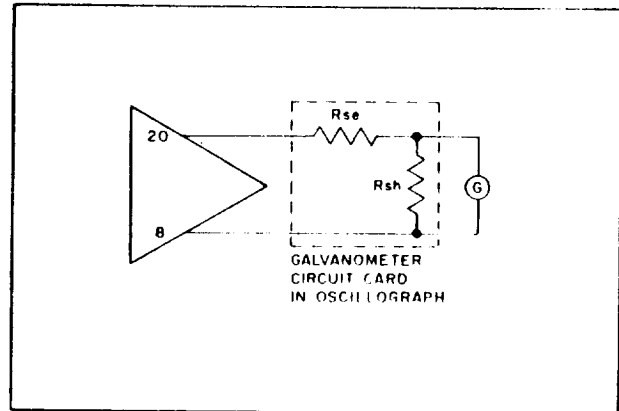 Rse
20
Rsh
G
8
GALVANOMETER
CIRCUIT CARD
IN OSCILLOGRAPH